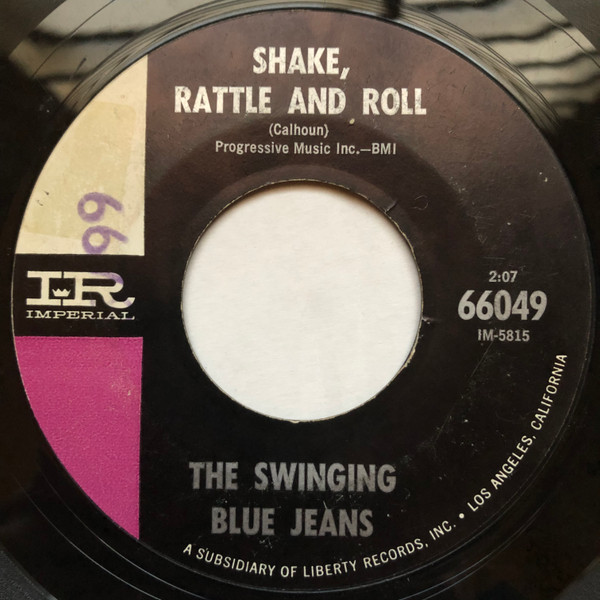 SHAKE,
RATTLE AND ROLL
(Calhoun)
Progressive Music Inc.—BMI
99
IR
IMPERIAL
2:07
66049
IM-5815
THE SWINGING
BLUE JEANS
A SUBSIDIARY OF LIBERTY RECORDS, INC. • LOS ANGELES, CALIFORNIA